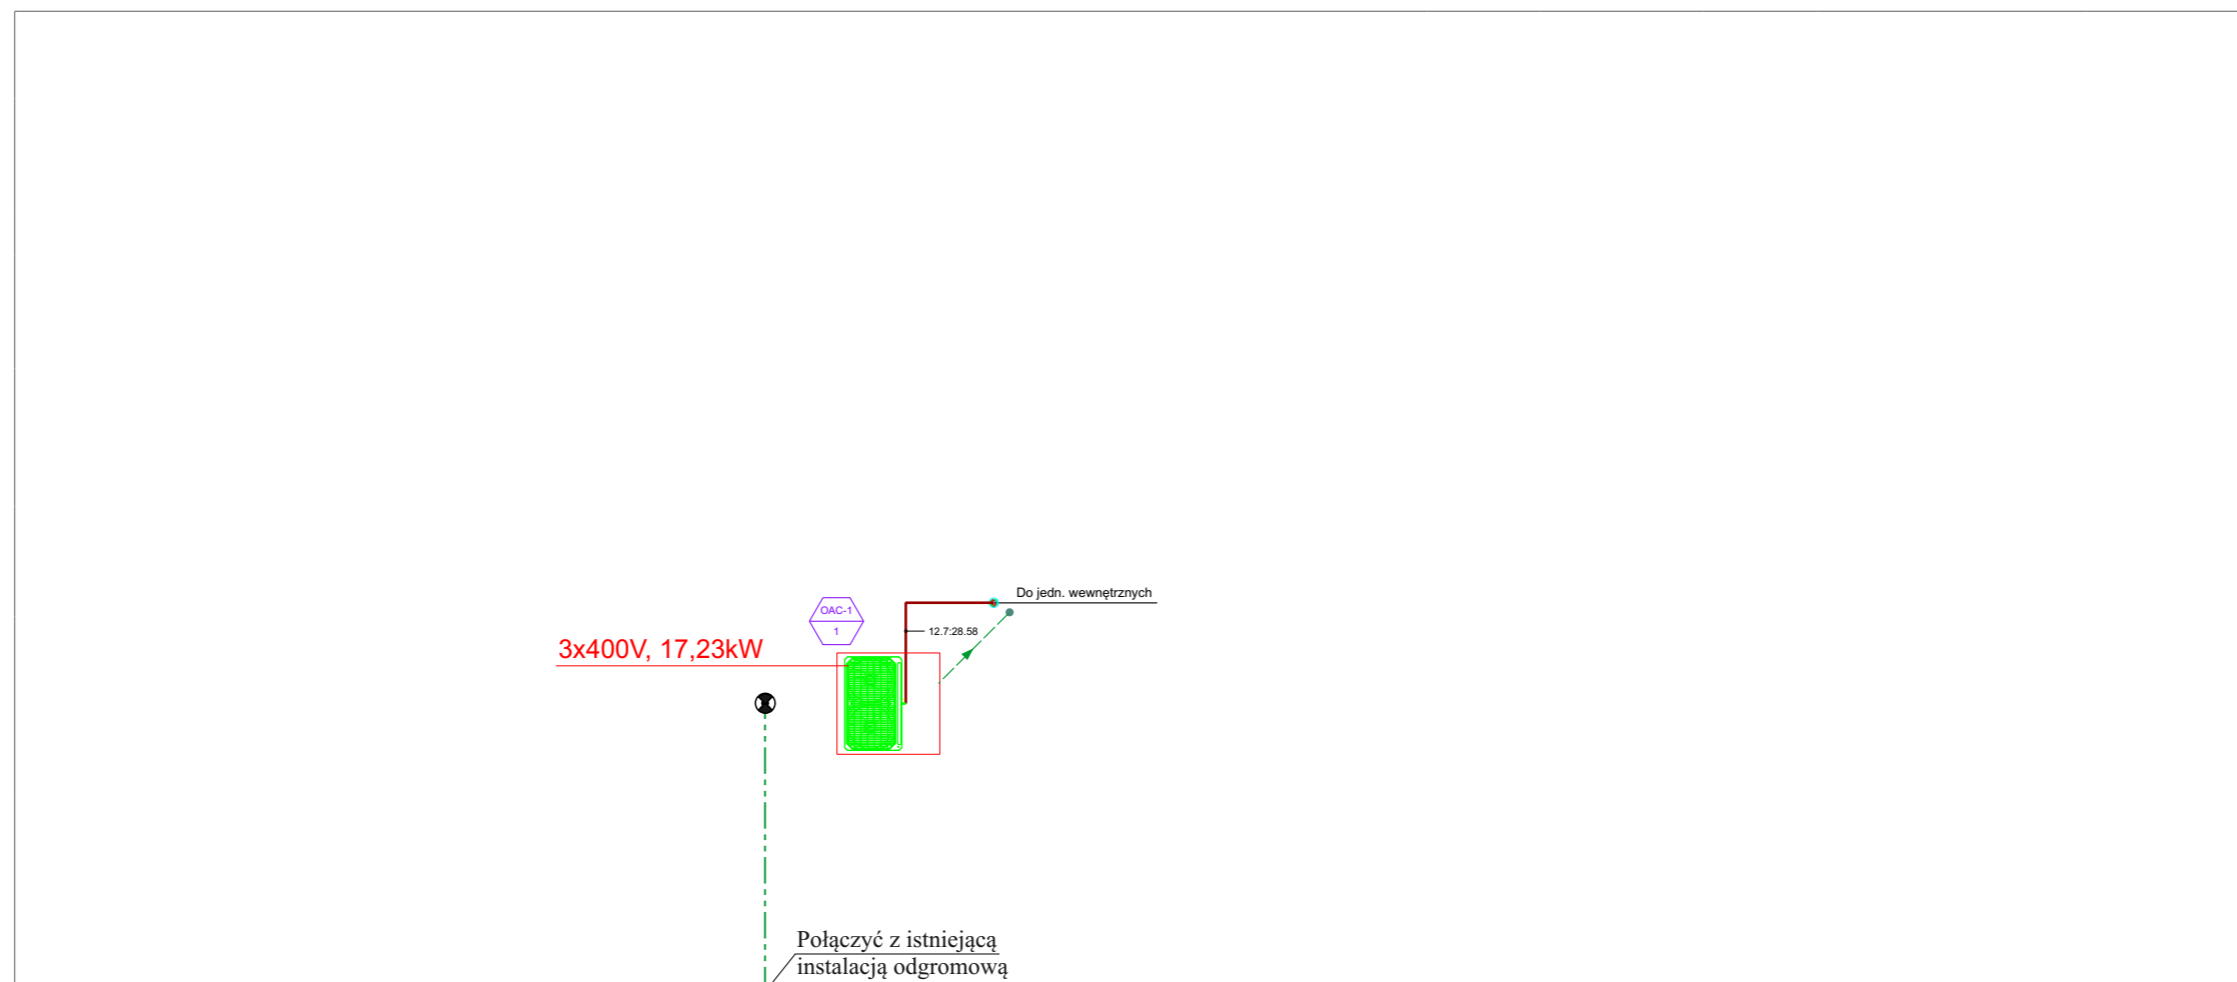 Do jedn. wewnętrznych
OAC-1
1
12.7:28.58
3x400V, 17,23kW
Połączyć z istniejącą
instalacją odgromową